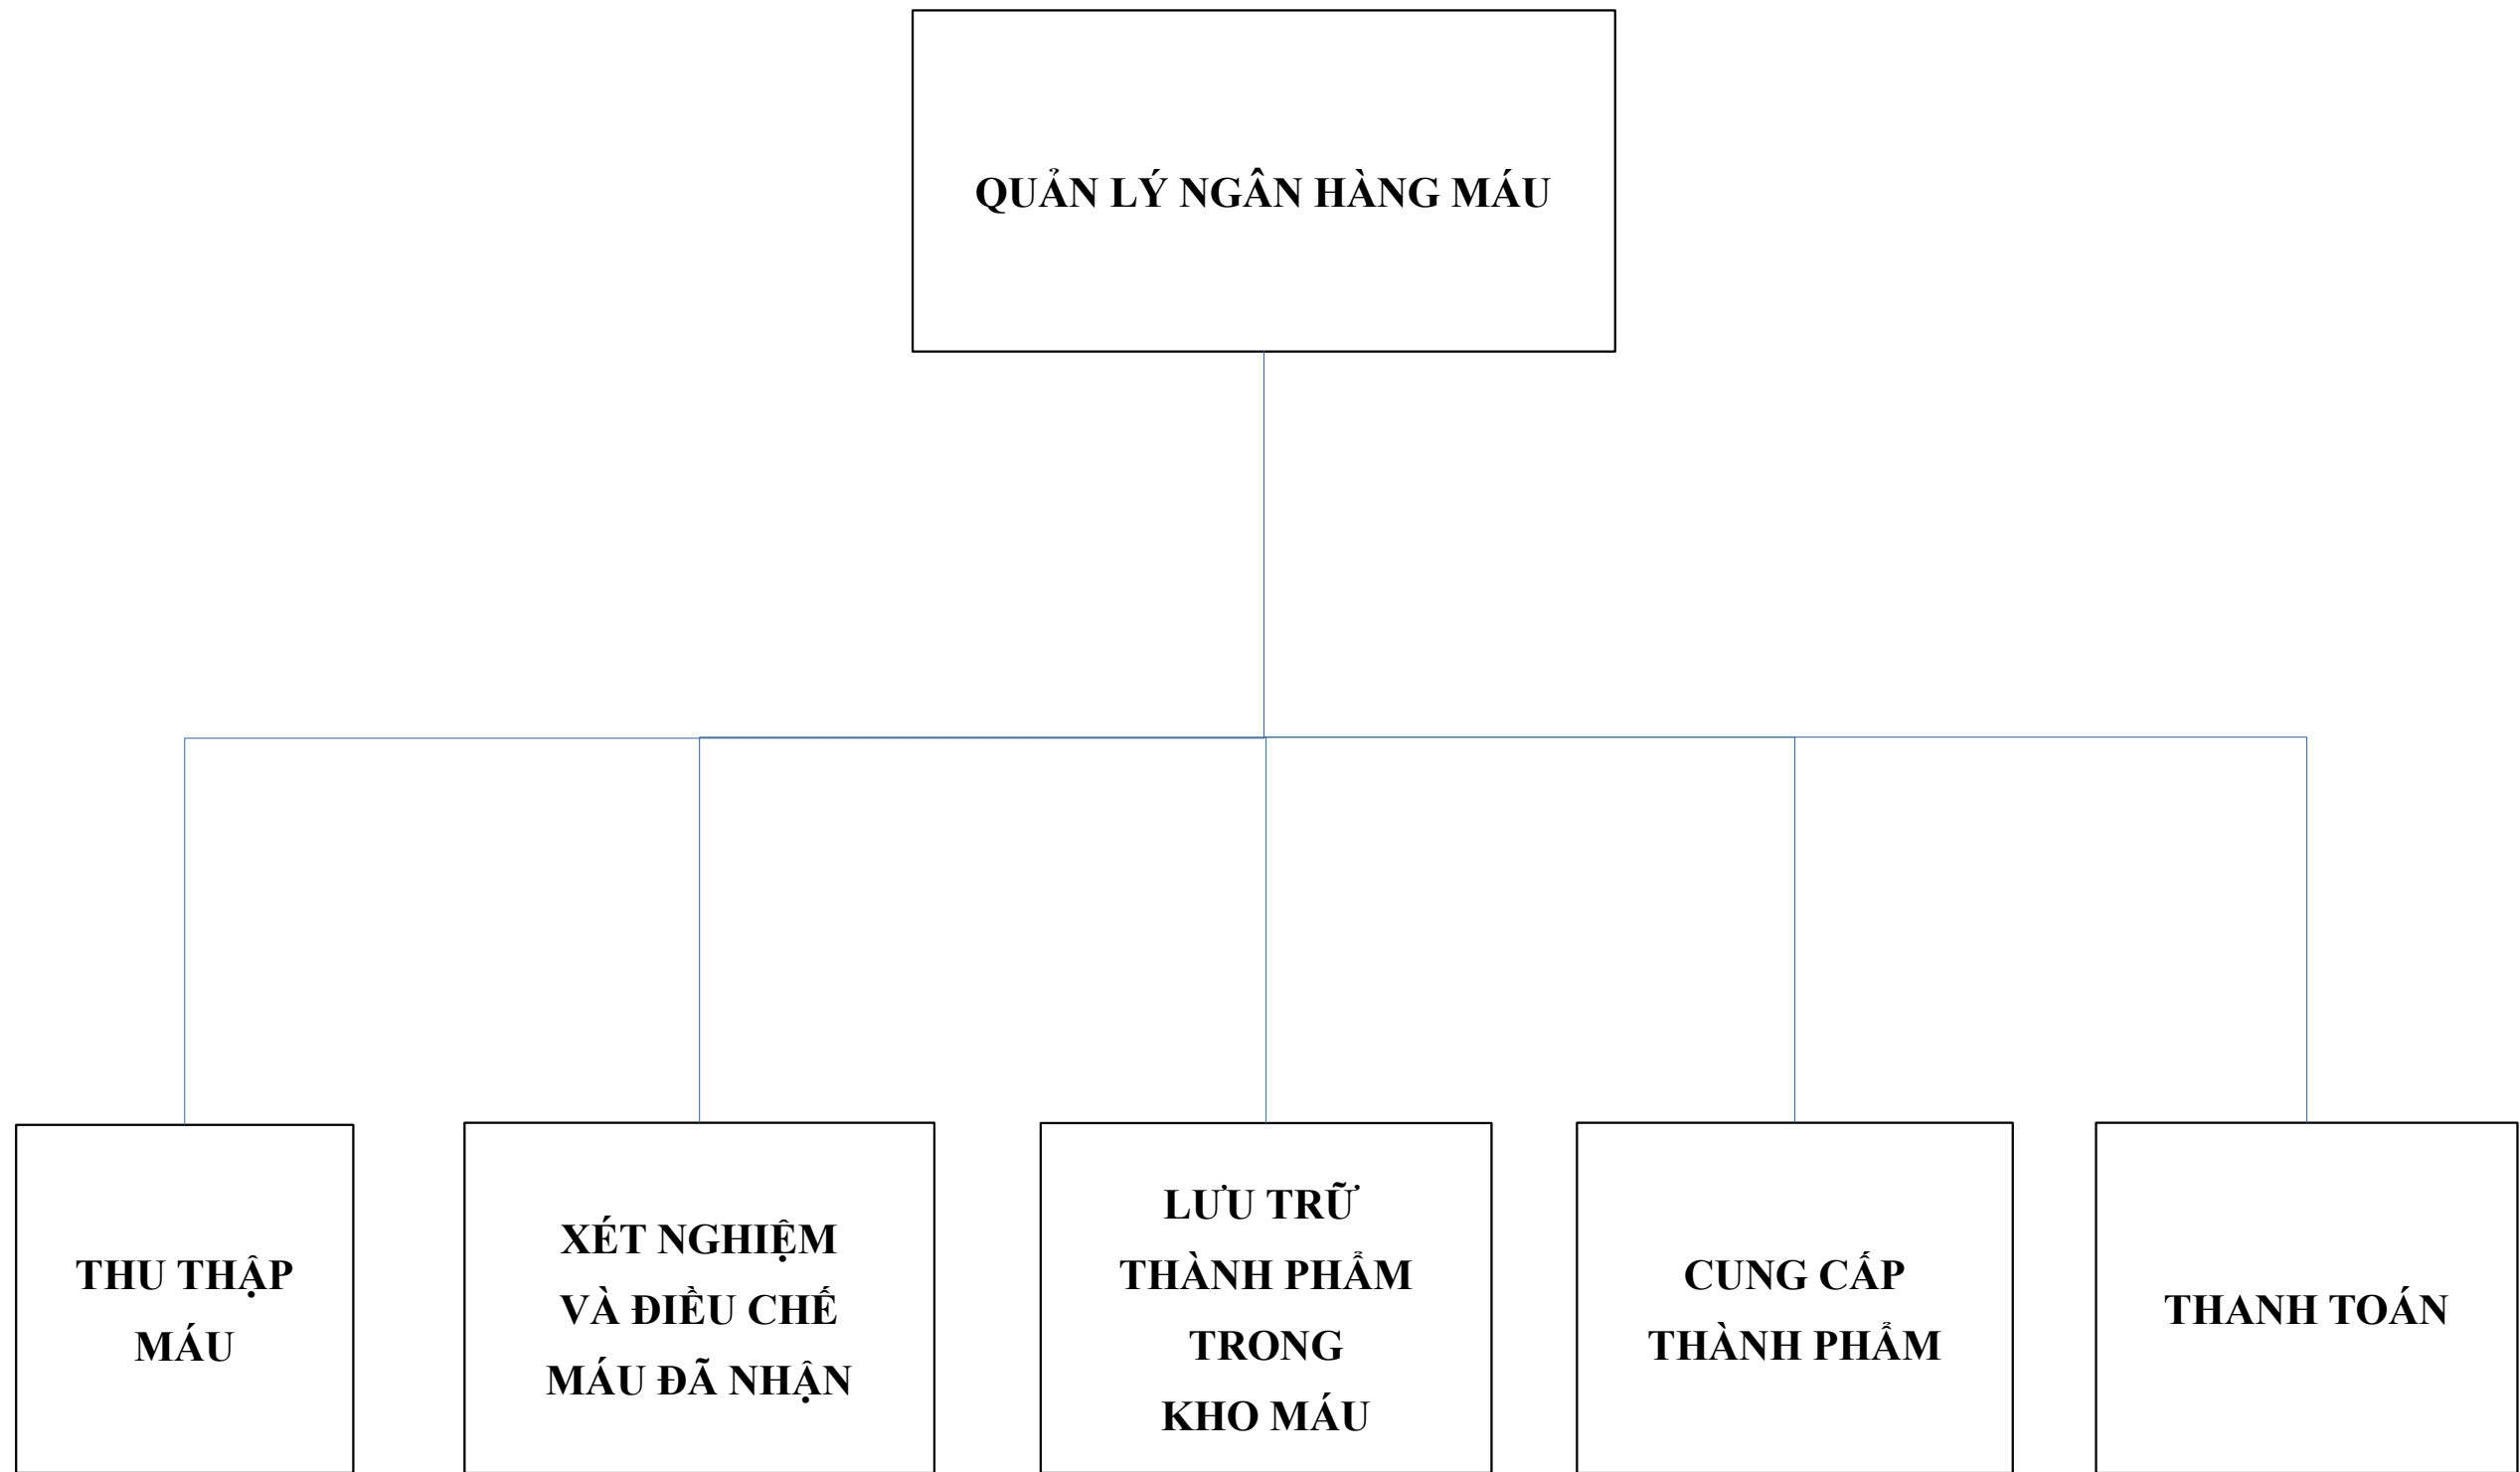 QUẢN LÝ NGÂN HÀNG MÁU
THU THẬP
MÁU
XÉT NGHIỆM
VÀ ĐIỀU CHẾ
MÁU ĐÃ NHẬN
LƯU TRỮ
THÀNH PHẨM
TRONG
KHO MÁU
CUNG CẤP
THÀNH PHẨM
THANH TOÁN